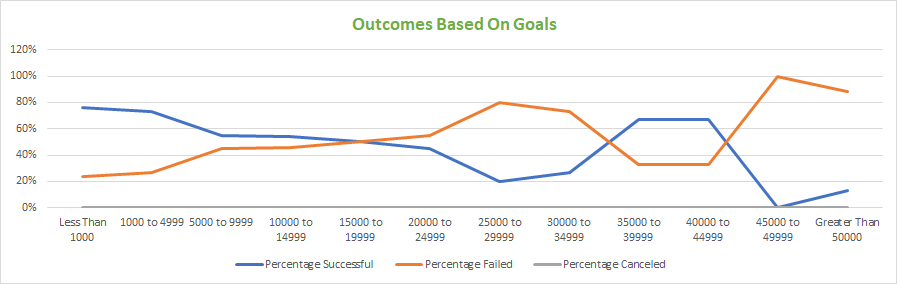 Outcomes Based On Goals
120%
100%
80%
60%
40%
20%
0%
Less Than
1000
1000 to 4999
5000 to 9999
10000 to
14999
15000 to
19999
20000 to
24999
25000 to
29999
30000 to
34999
35000 to
39999
40000 to
44999
45000 to
49999
Greater Than
50000
Percentage Successful
Percentage Failed
Percentage Canceled